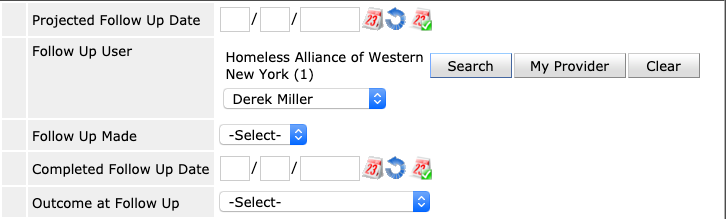 Projected Follow Up Date / /
Follow Up User
Homeless Alliance of Western
New York (1)
Search My Provider Clear
Derek Miller
Follow Up Made -Select-
Completed Follow Up Date / /
Outcome at Follow Up -Select-